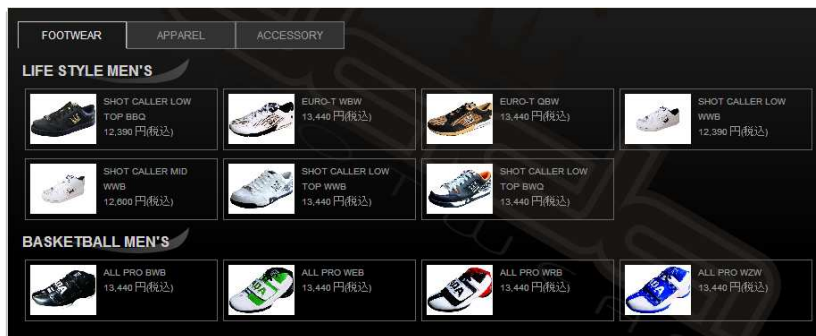 FOOTWEAR
APPAREL
ACCESSORY
LIFE STYLE MEN'S
SHOT CALLER LOW
TOP BBQ
12,390 円(税込)
EURO-T WBW
13,440 円(税込)
EURO-T QBW
13,440 円(税込)
SHOT CALLER LOW
WWB
12,390 円(税込)
SHOT CALLER MID
WWB
12,600 円(税込)
SHOT CALLER LOW
TOP WWB
13,440 円(税込)
SHOT CALLER LOW
TOP BWQ
13,440 円(税込)
BASKETBALL MEN'S
ALL PRO BWB
13,440 円(税込)
ALL PRO WEB
13,440 円(税込)
ALL PRO WRB
13,440 円(税込)
ALL PRO WZW
13,440 円(税込)